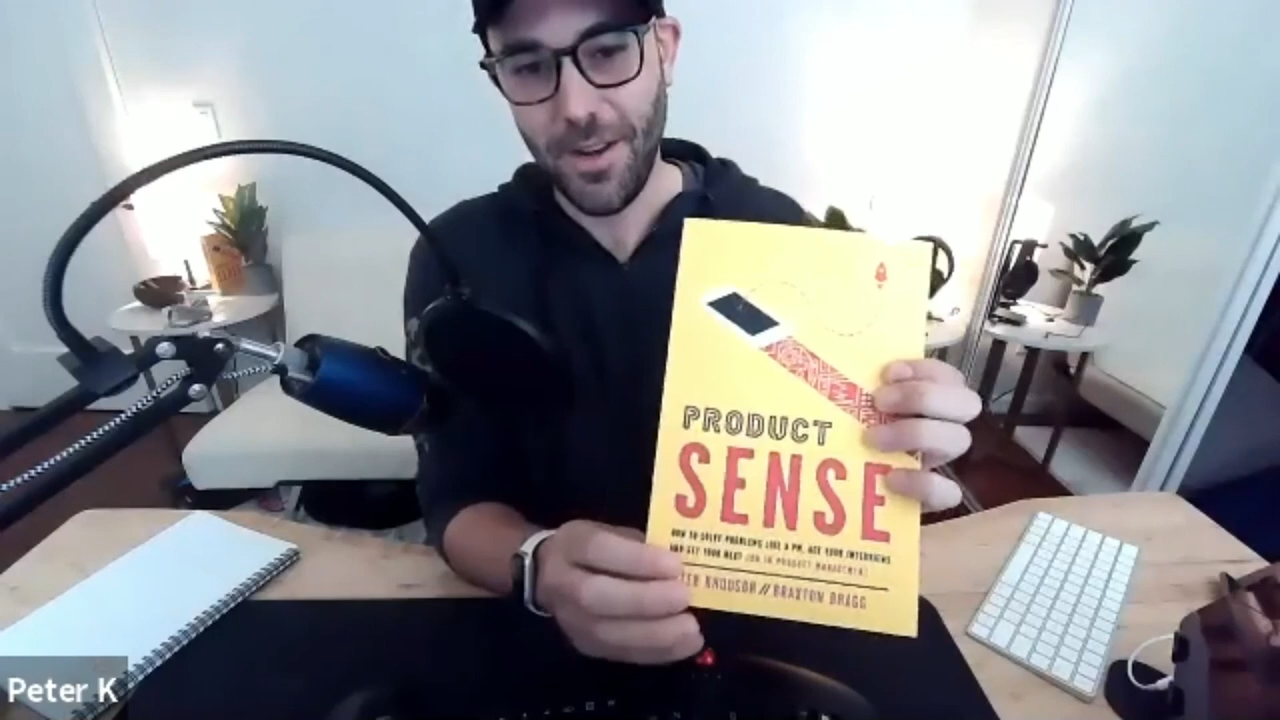 PRODUCT
SENSE
HOW TO SOLVE PROBLEMS LIKE A PM, ACE YOUR INTERVIEWS
AND GET YOUR NEXT JOB IN PRODUCT MANAGEMENT
KNUDSON // BRAXTON BRAGG
Peter K